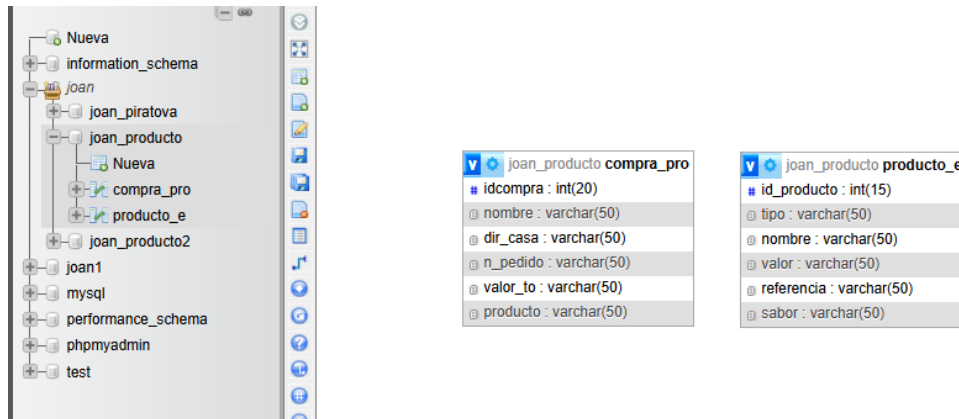 Nueva
information_schema
joan
joan_piratova
joan_producto
Nueva
compra_pro
producto_e
joan_producto2
joan1
mysql
performance_schema
phpmyadmin
test
v joan_producto compra_pro
# idcompra : int(20)
nombre : varchar(50)
dir_casa : varchar(50)
n_pedido : varchar(50)
valor_to : varchar(50)
producto : varchar(50)
v joan_producto producto_e
# id_producto : int(15)
tipo : varchar(50)
nombre : varchar(50)
valor : varchar(50)
referencia : varchar(50)
sabor : varchar(50)